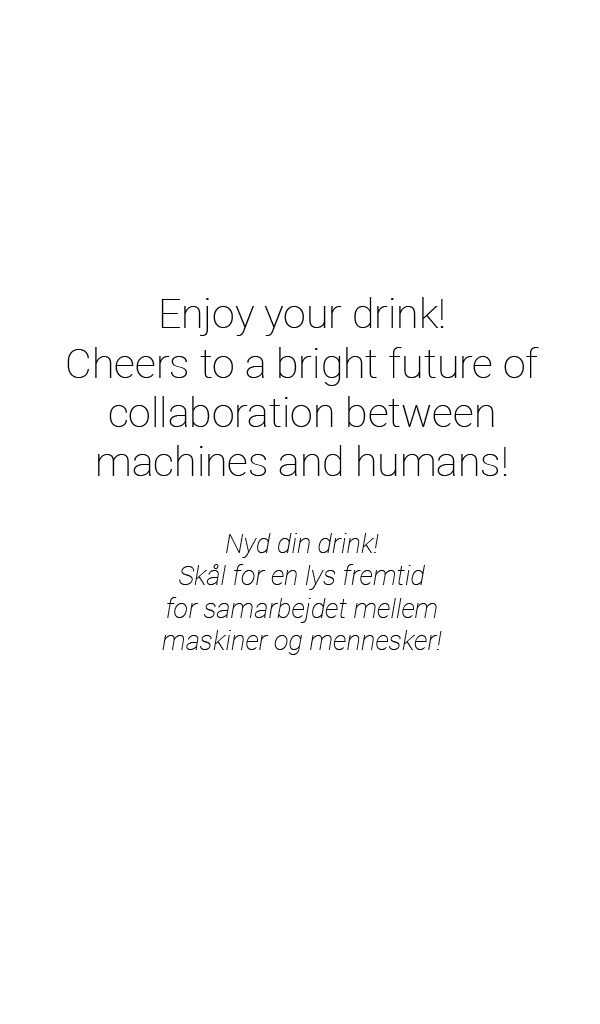 Enjoy your drink!
Cheers to a bright future of
collaboration between
machines and humans!
Nyd din drink!
Skål for en lys fremtid
for samarbejdet mellem
maskiner og mennesker!